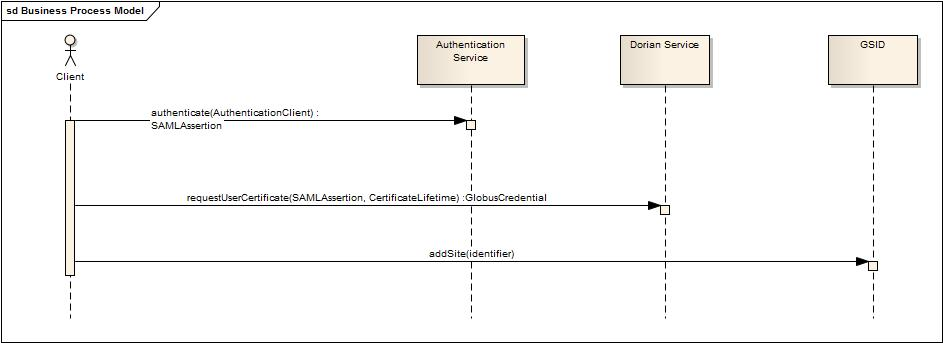 sd Business Process Model
Client
Authentication
Service
Dorian Service
GSID
authenticate(AuthenticationClient) :
SAMLAssertion
requestUserCertificate(SAMLAssertion, CertificateLifetime) :GlobusCredential
addSite(identifier)